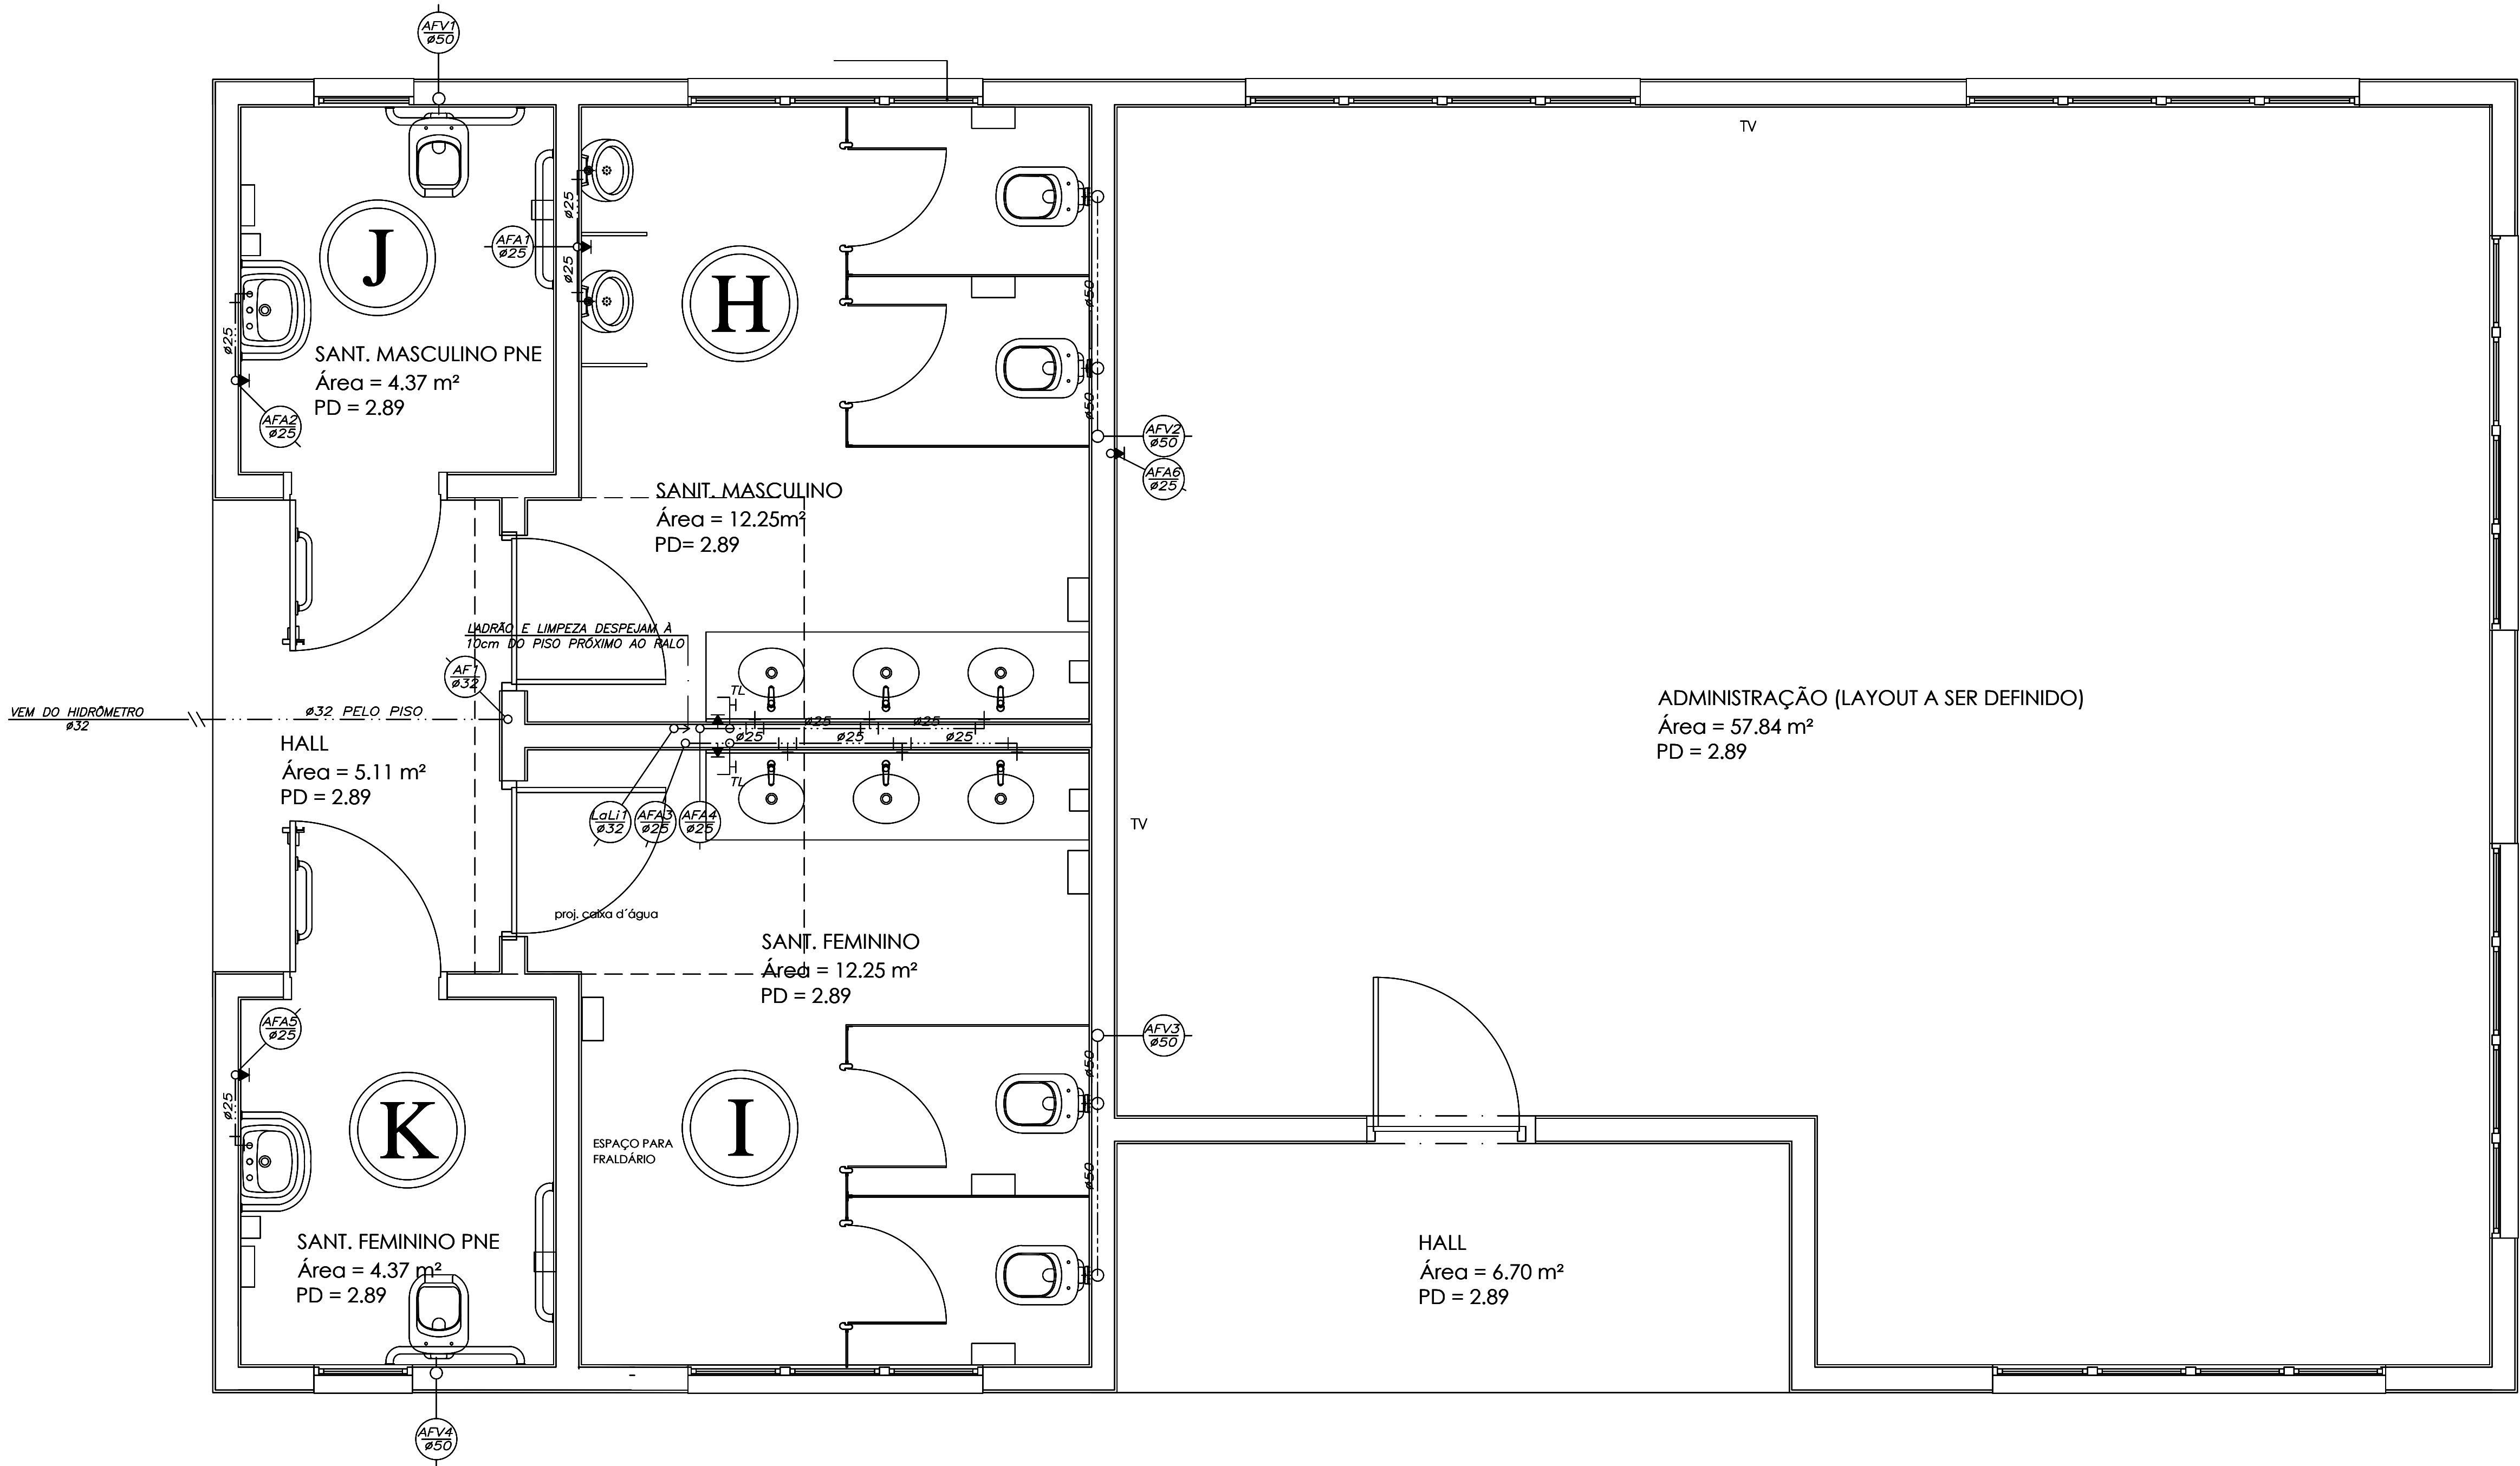 AFV1
ø50
TV
J
AFA1
ø25
ø25
ø25
H
ø25
SANT. MASCULINO PNE
Área = 4.37 m²
PD = 2.89
AFA2
ø25
ø50
ø50
AFV2
ø50
AFA6
ø25
SANIT. MASCULINO
Área = 12.25m²
PD= 2.89
LADRÃO E LIMPEZA DESPEJAM À
10cm DO PISO PRÓXIMO AO RALO
AF1
ø32
VEM DO HIDRÔMETRO
ø32
ø32 PELO PISO
TL
ø25
ø25
ø25
ø25
ø25
TL
HALL
Área = 5.11 m²
PD = 2.89
LaLi1
ø32
AFA3
ø25
AFA4
ø25
ADMINISTRAÇÃO (LAYOUT A SER DEFINIDO)
Área = 57.84 m²
PD = 2.89
TV
proj. caixa d´água
SANT. FEMININO
Área = 12.25 m²
PD = 2.89
AFA5
ø25
ø25
AFV3
ø50
ø50
ø50
K
I
ESPAÇO PARA
FRALDÁRIO
SANT. FEMININO PNE
Área = 4.37 m²
PD = 2.89
HALL
Área = 6.70 m²
PD = 2.89
AFV4
ø50